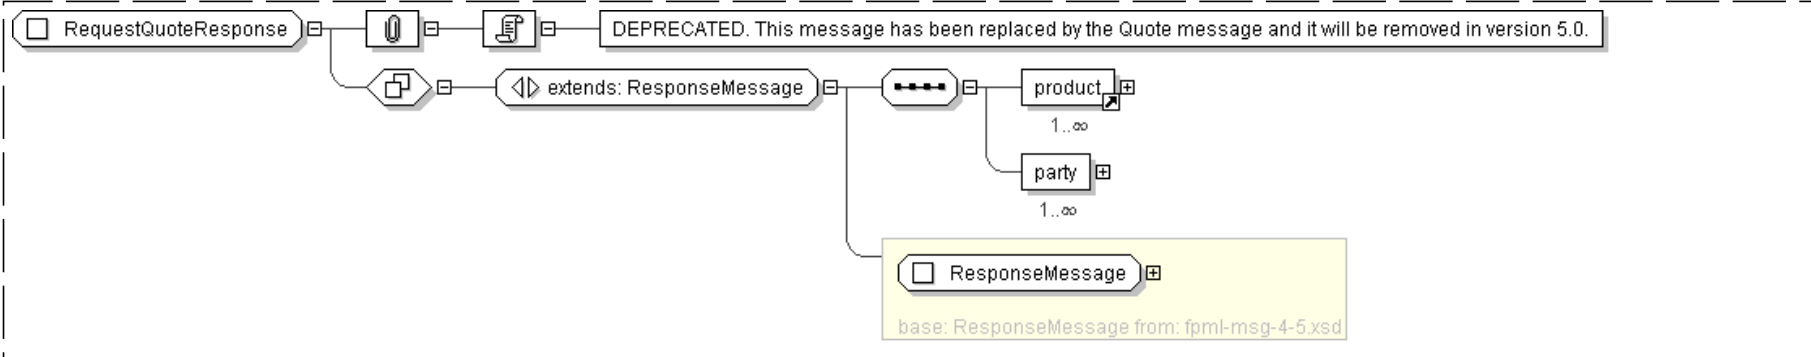 RequestQuoteResponse
DEPRECATED. This message has been replaced by the Quote message and it will be removed in version 5.0.
extends: ResponseMessage
product
1..∞
party
1..∞
ResponseMessage
base: ResponseMessage from: fpml-msg-4-5.xsd